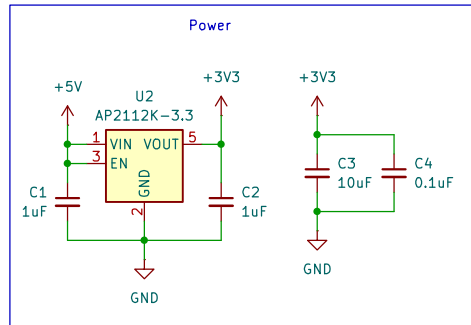 Power
+5V
U2
AP2112K-3.3
+3V3
+3V3
1 VIN VOUT 5
3 EN
GND
2
C1
1uF
C2
1uF
C3
10uF
C4
0.1uF
GND
GND